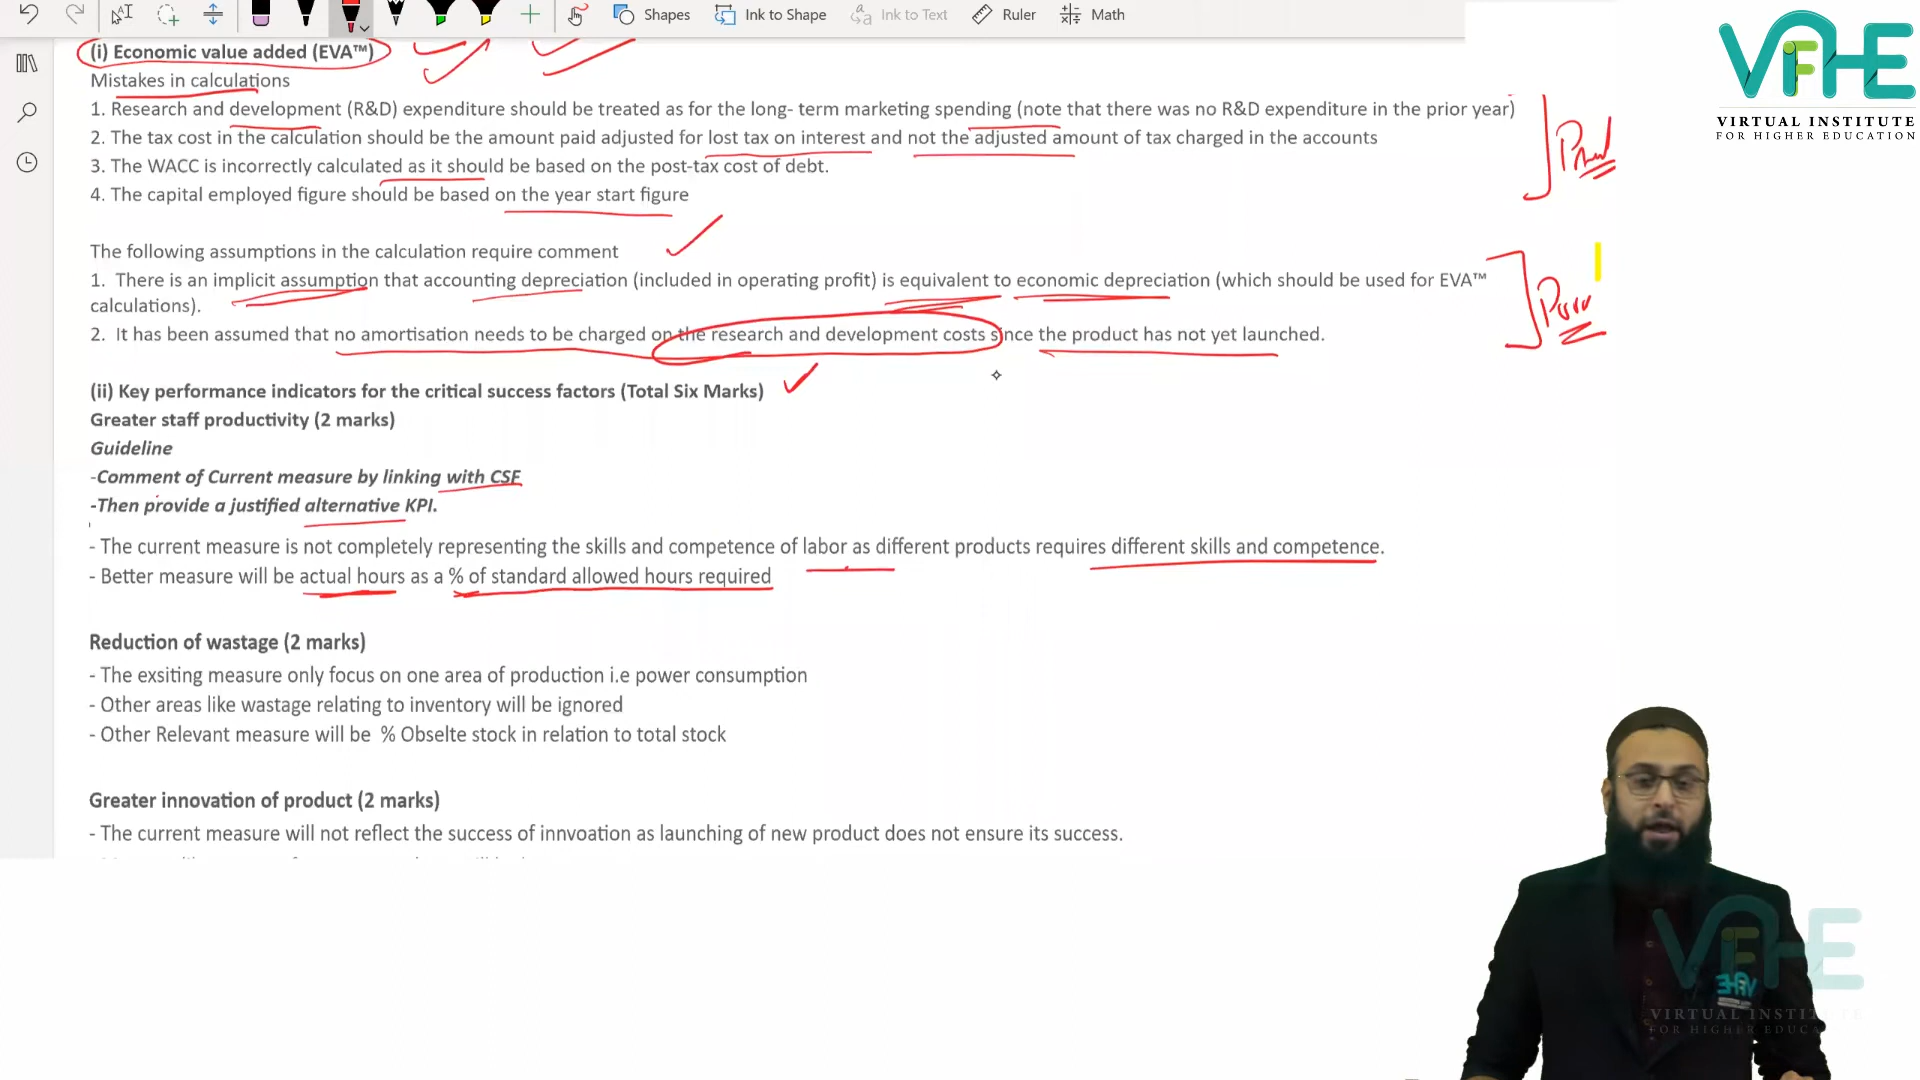 Shapes Ink to Shape Ink to Text Ruler Math
(i) Economic value added (EVA™)
Mistakes in calculations
1. Research and development (R&D) expenditure should be treated as for the long- term marketing spending (note that there was no R&D expenditure in the prior year)
2. The tax cost in the calculation should be the amount paid adjusted for lost tax on interest and not the adjusted amount of tax charged in the accounts
3. The WACC is incorrectly calculated as it should be based on the post-tax cost of debt.
4. The capital employed figure should be based on the year start figure
The following assumptions in the calculation require comment
1. There is an implicit assumption that accounting depreciation (included in operating profit) is equivalent to economic depreciation (which should be used for EVA™
calculations).
2. It has been assumed that no amortisation needs to be charged on the research and development costs since the product has not yet launched.
(ii) Key performance indicators for the critical success factors (Total Six Marks)
Greater staff productivity (2 marks)
Guideline
-Comment of Current measure by linking with CSF
-Then provide a justified alternative KPI.
- The current measure is not completely representing the skills and competence of labor as different products requires different skills and competence.
- Better measure will be actual hours as a % of standard allowed hours required
Reduction of wastage (2 marks)
- The exsiting measure only focus on one area of production i.e power consumption
- Other areas like wastage relating to inventory will be ignored
- Other Relevant measure will be % Obselte stock in relation to total stock
Greater innovation of product (2 marks)
- The current measure will not reflect the success of innvoation as launching of new product does not ensure its success.
VIFHE
VIRTUAL INSTITUTE
FOR HIGHER EDUCATION